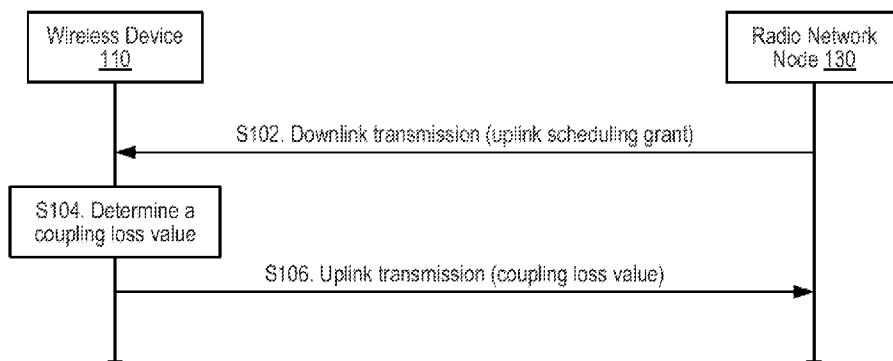 Wireless Device
110
Radio Network
Node 130
S102. Downlink transmission (uplink scheduling grant)
S104. Determine a
coupling loss value
S106. Uplink transmission (coupling loss value)